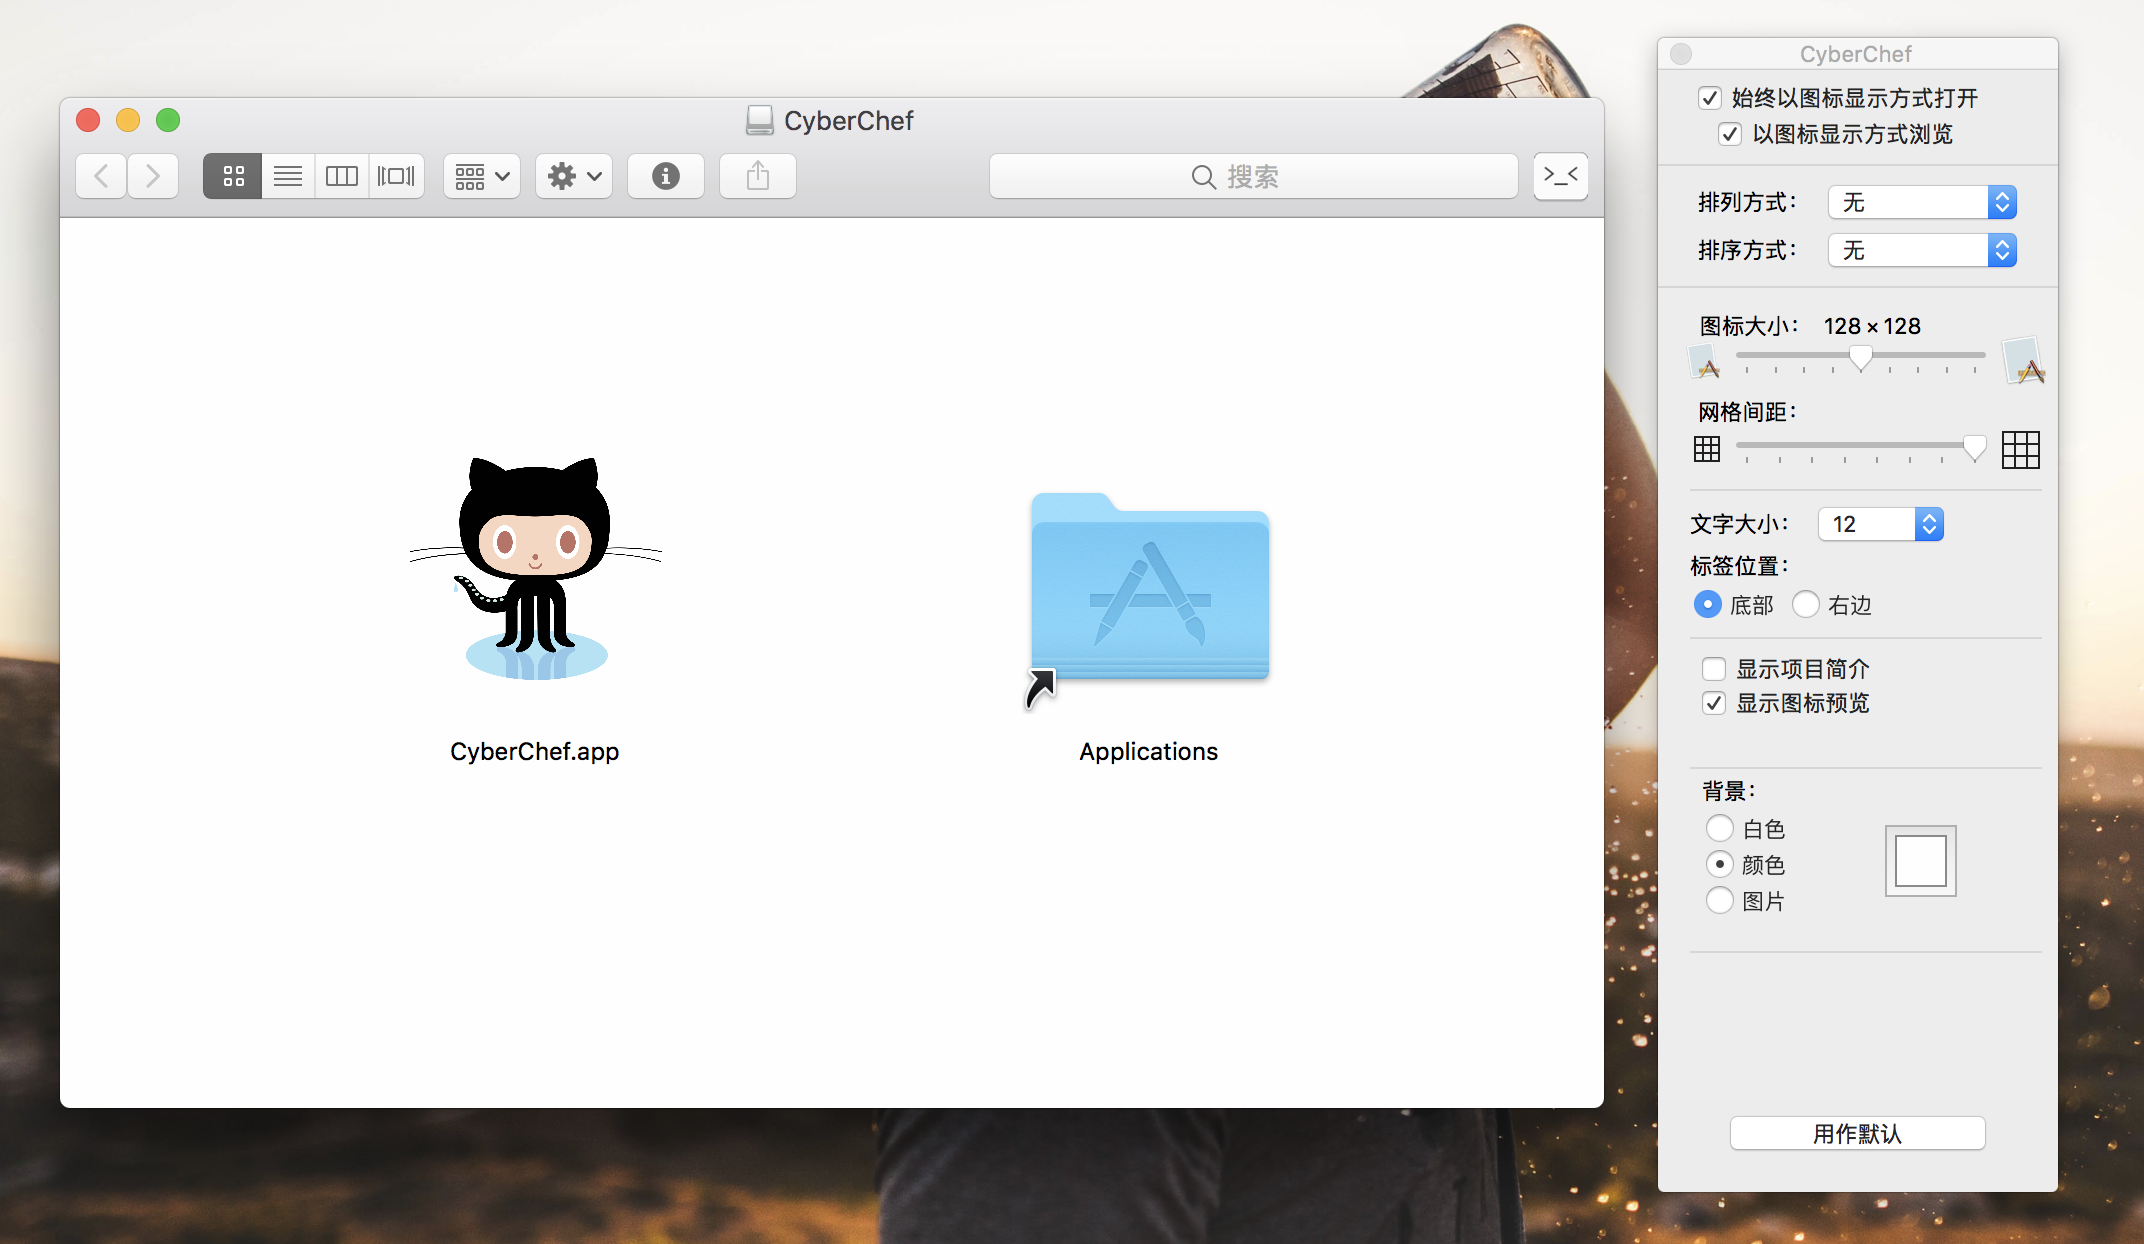 CyberChef
搜索
>_<
CyberChef.app
Applications
CyberChef
始终以图标显示方式打开
以图标显示方式浏览
排列方式： 无
排序方式： 无
图标大小： 128 × 128
网格间距：
文字大小： 12
标签位置：
底部 右边
显示项目简介
显示图标预览
背景：
白色
颜色
图片
用作默认